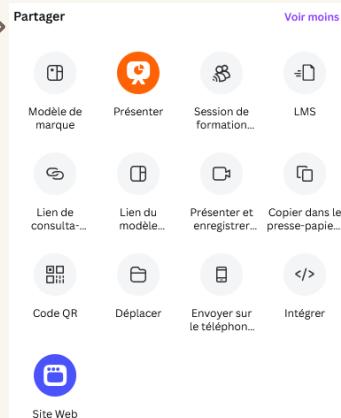 Partager
Voir moins
Modèle de
marque
Présenter
Session de
formation...
LMS
Lien de
consulta-...
Lien du
modèle...
Présenter et
enregistrer...
Copier dans le
presse-papie...
Code QR
Déplacer
Envoyer sur
le téléphon...
Intégrer
Site Web